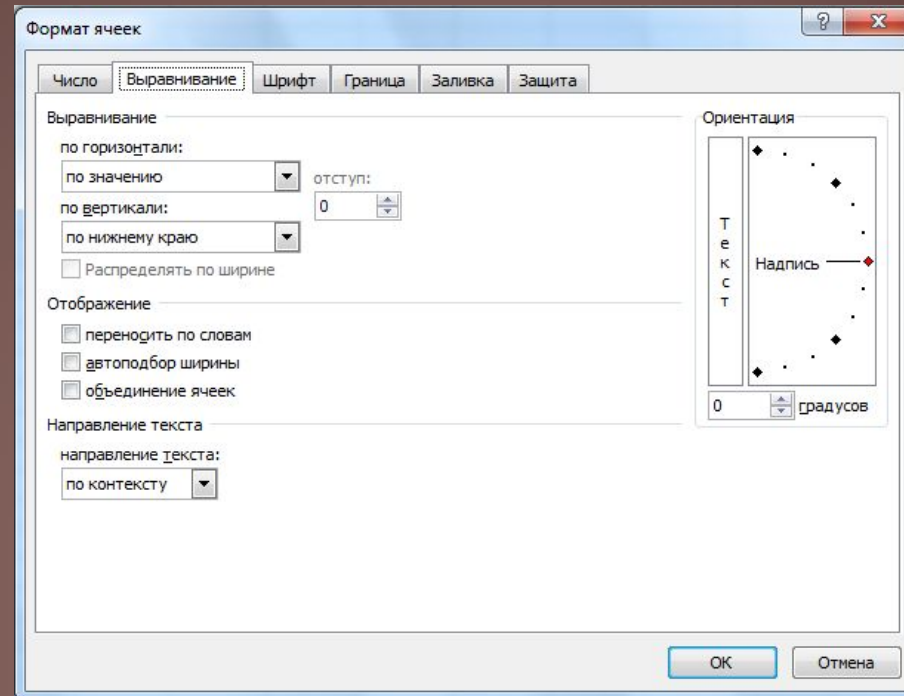 Формат ячеек
?
X
Число Выравнивание Шрифт Граница Заливка Защита
Выравнивание
по горизонтали:
по значению
отступ:
0
по вертикали:
по нижнему краю
Распределять по ширине
Отображение
переносить по словам
автоподбор ширины
объединение ячеек
Направление текста
направление текста:
по контексту
Ориентация
Текст
Надпись
0 градусов
ОК Отмена